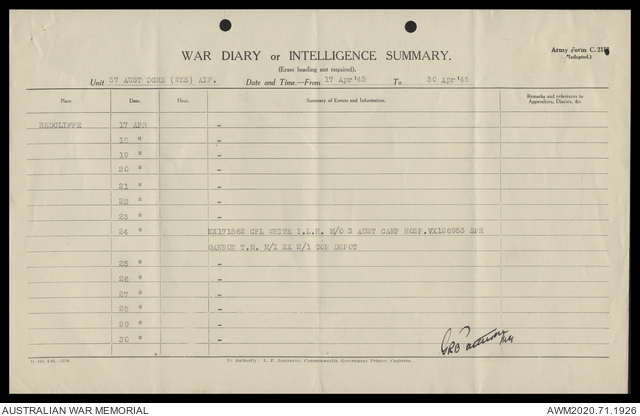 WAR DIARY or INTELLIGENCE SUMMARY.
Army Form C. 2118
(Adapted.)
(Erase heading not required).
Unit 57 AUST DCRE (WKS) AIF. Date and Time.—From 17 Apr '45 To 30 Apr '45
Place. Date. Hour. Summary of Events and Information. Remarks and references to Appendices, Diaries, &c.
REDCLIFFE 17 APR -
18 " -
19 " -
20 " -
21 " -
22 " -
23 " -
24 " NX171562 CPL WHITE I.L.H. M/O 3 AUST CAMP HOSP. VX126953 SPR
GANNON T.M. M/I EX 2/1 CON DEPOT
25 " -
26 " -
27 " -
28 " -
29 " -
30 " -
By Authority: L. F. Johnston, Commonwealth Government Printer, Canberra.
AUSTRALIAN WAR MEMORIAL
AWM2020.71.1926